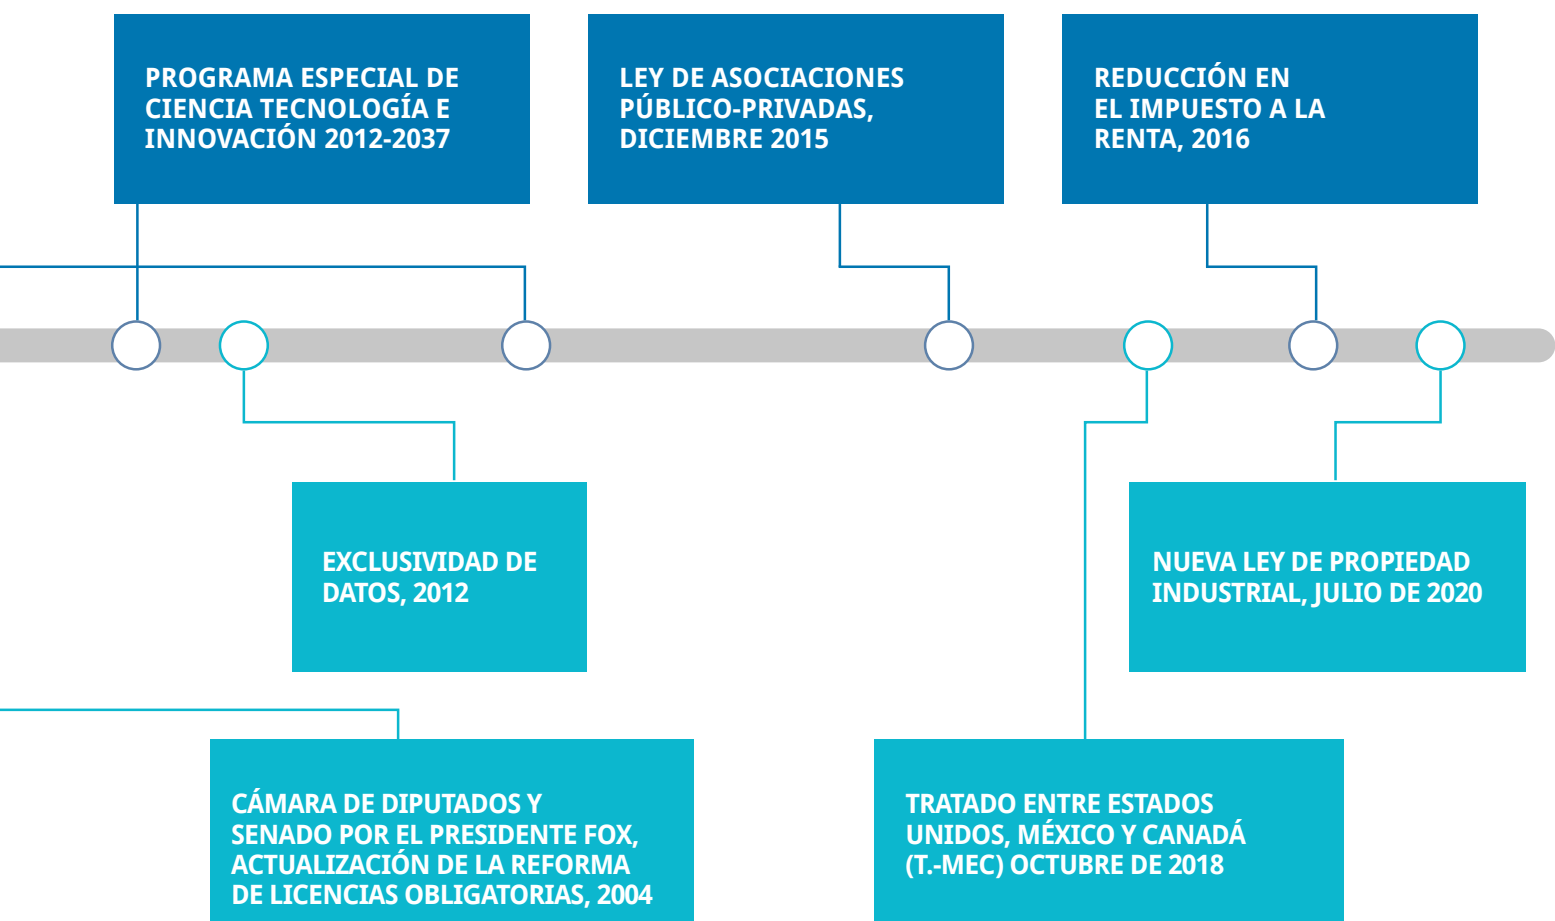 PROGRAMA ESPECIAL DE
CIENCIA TECNOLOGÍA E
INNOVACIÓN 2012-2037
LEY DE ASOCIACIONES
PÚBLICO-PRIVADAS,
DICIEMBRE 2015
REDUCCIÓN EN
EL IMPUESTO A LA
RENTA, 2016
EXCLUSIVIDAD DE
DATOS, 2012
NUEVA LEY DE PROPIEDAD
INDUSTRIAL, JULIO DE 2020
CÁMARA DE DIPUTADOS Y
SENADO POR EL PRESIDENTE FOX,
ACTUALIZACIÓN DE LA REFORMA
DE LICENCIAS OBLIGATORIAS, 2004
TRATADO ENTRE ESTADOS
UNIDOS, MÉXICO Y CANADÁ
(T.-MEC) OCTUBRE DE 2018